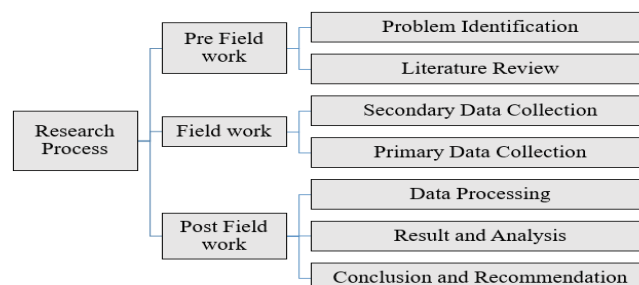 Research
Process
Pre Field
work
Problem Identification
Literature Review
Field work
Secondary Data Collection
Primary Data Collection
Post Field
work
Data Processing
Result and Analysis
Conclusion and Recommendation